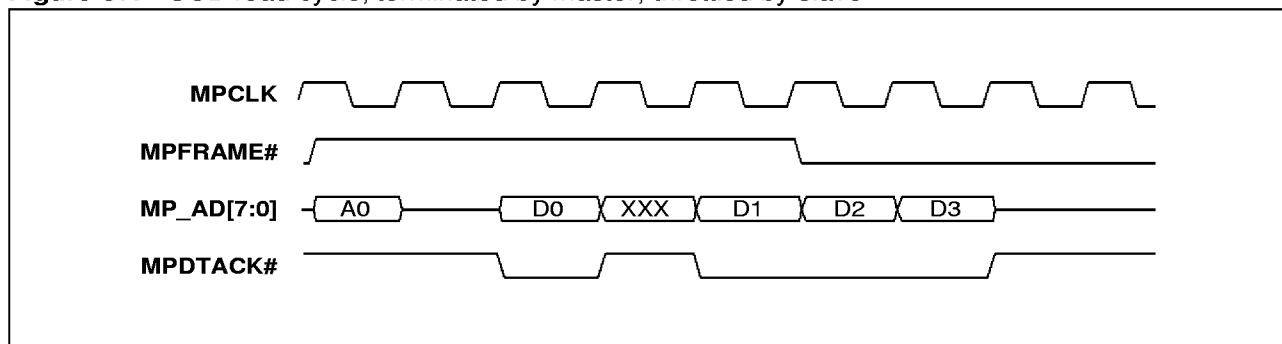 MPCLK
MPFRAME#
MP_AD[7:0] A0 D0 XXX D1 D2 D3
MPDTACK#